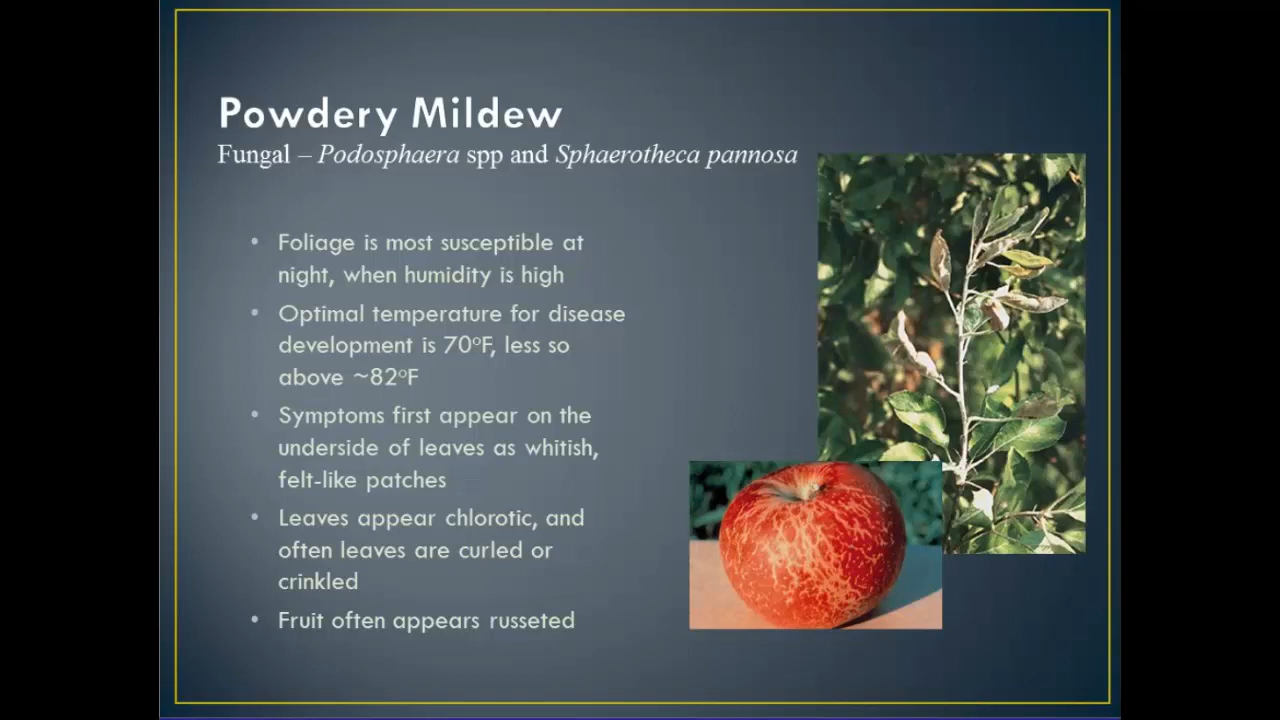 Powdery Mildew
Fungal – Podosphaera spp and Sphaerotheca pannosa
• Foliage is most susceptible at
night, when humidity is high
• Optimal temperature for disease
development is 70°F, less so
above ~82°F
• Symptoms first appear on the
underside of leaves as whitish,
felt-like patches
• Leaves appear chlorotic, and
often leaves are curled or
crinkled
• Fruit often appears russeted